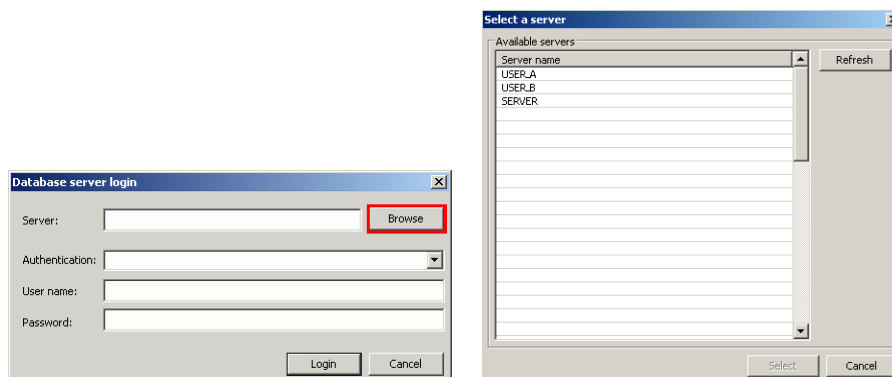 Select a server
Available servers
Server name
Refresh
USER_A
USER_B
SERVER
Select
Cancel
Database server login
Server:
Browse
Authentication:
User name:
Password:
Login
Cancel